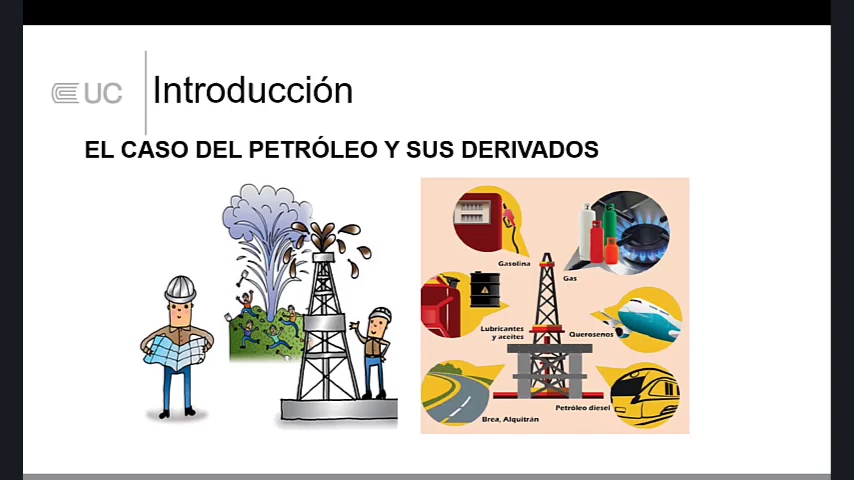 UC
Introducción
EL CASO DEL PETRÓLEO Y SUS DERIVADOS
Gasolina
Gas
Lubricantes
y aceites
Querosenos
Petróleo diesel
Brea, Alquitrán